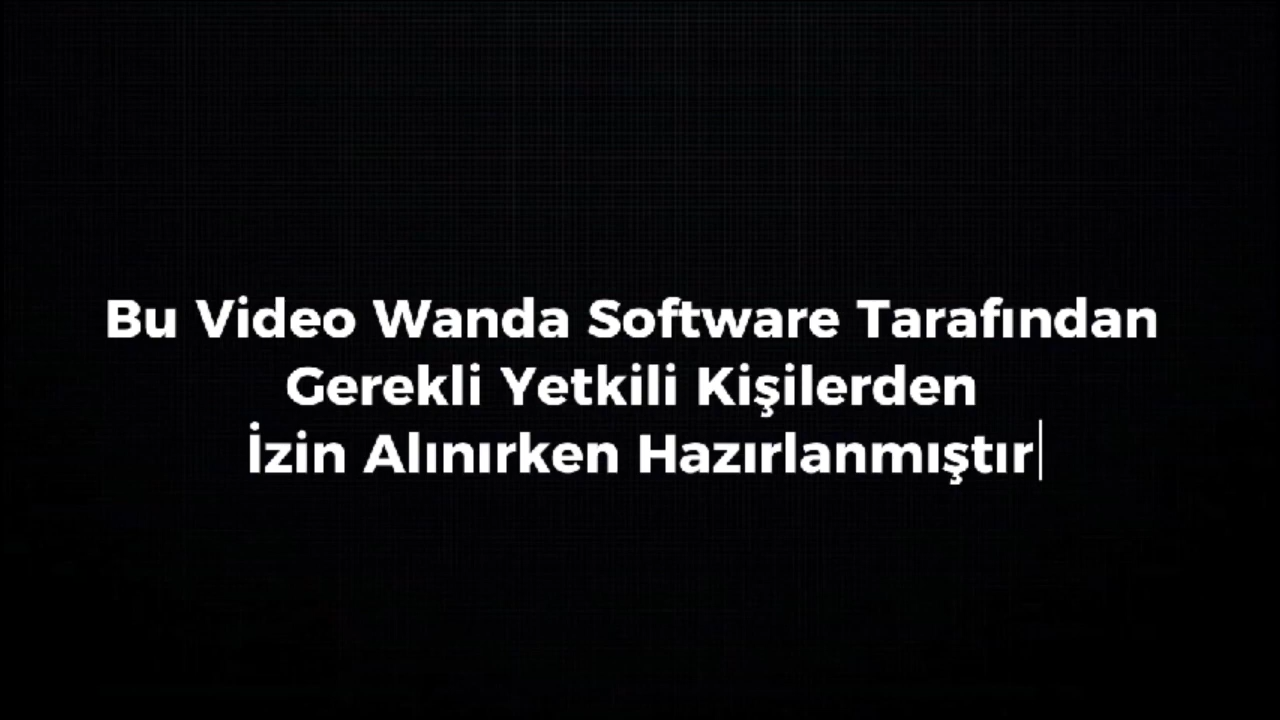 Bu Video Wanda Software Tarafından
Gerekli Yetkili Kişilerden
İzin Alınırken Hazırlanmıştır